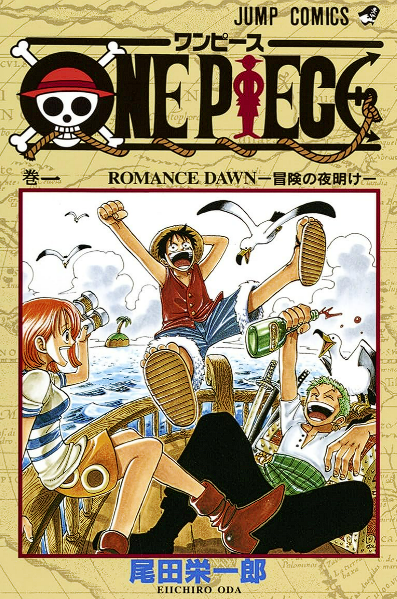 JUMP COMICS
ワンピース
ONE PIECE
巻一
ROMANCE DAWN―冒険の夜明け―
尾田栄一郎
EIICHIRO ODA